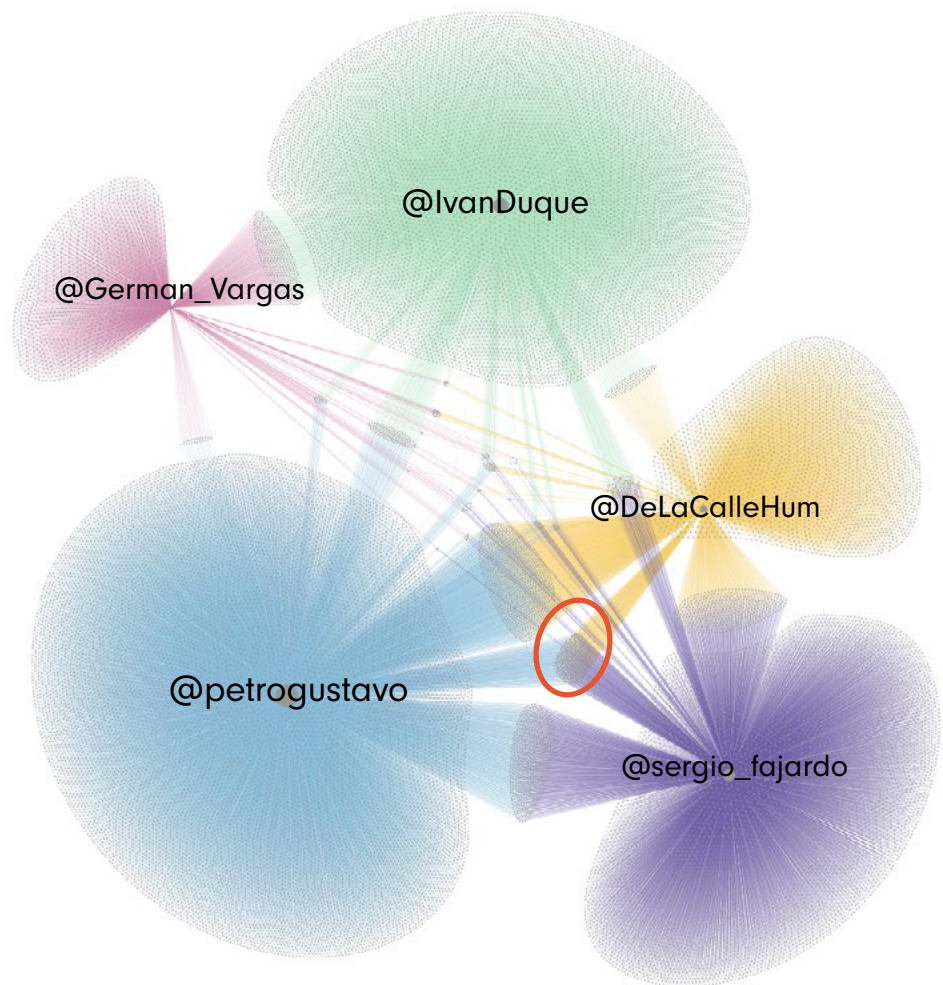 @IvanDuque
@German_Vargas
@DeLaCalleHum
@petrogustavo
@sergio_fajardo